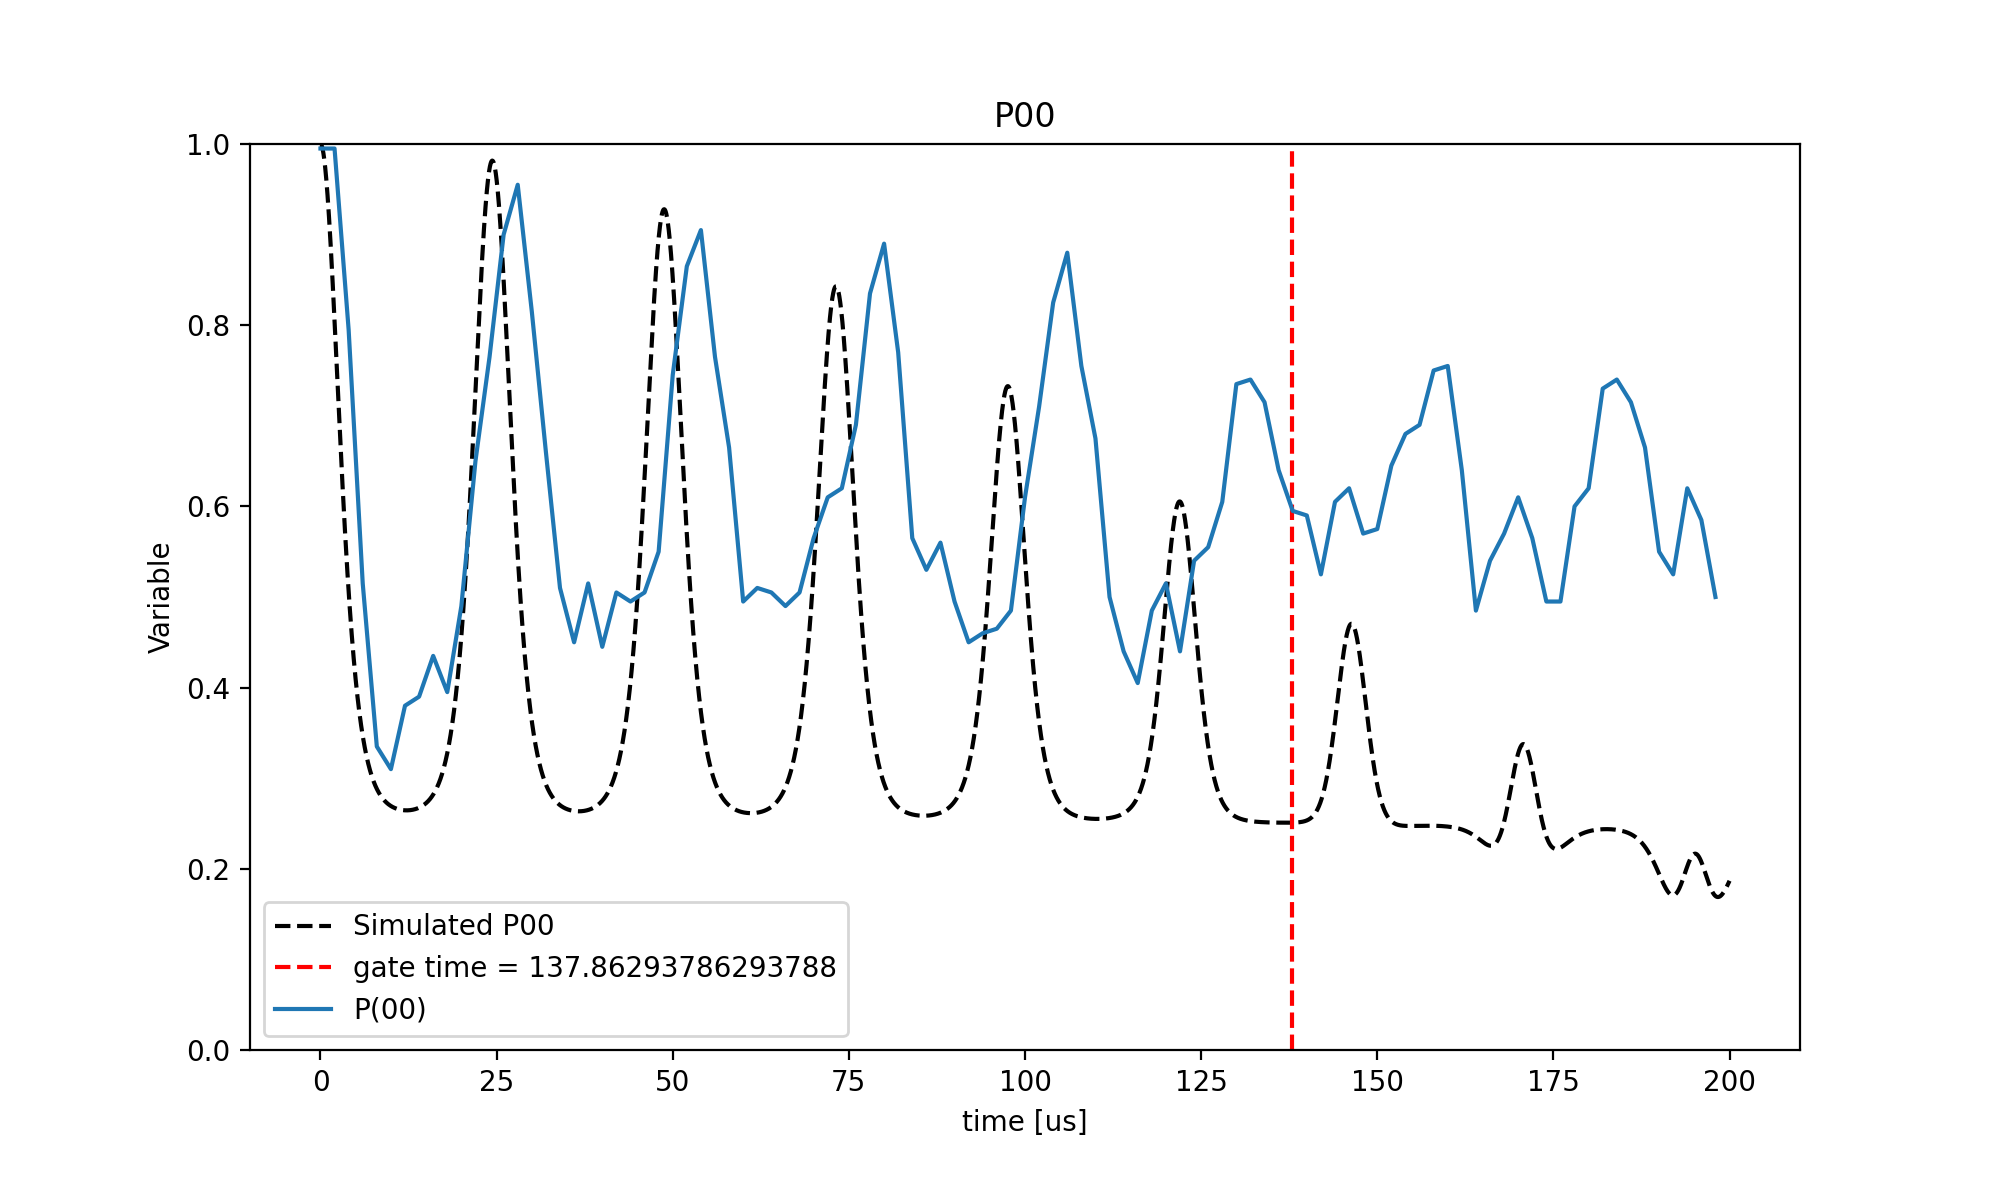 P00
1.0
0.8
0.6
0.4
0.2
0.0
Variable
Simulated P00
gate time = 137.86293786293788
P(00)
0 25 50 75 100 125 150 175 200
time [us]